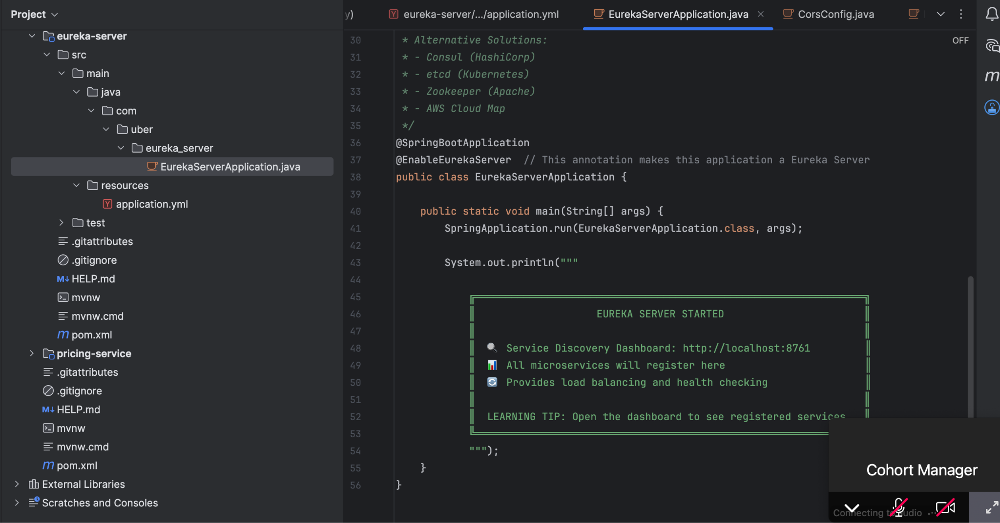 Project
eureka-server
src
main
java
com
uber
eureka_server
EurekaServerApplication.java
resources
application.yml
test
.gitattributes
.gitignore
M↓ HELP.md
mvnw
mvnw.cmd
m pom.xml
pricing-service
.gitattributes
.gitignore
M↓ HELP.md
mvnw
mvnw.cmd
m pom.xml
External Libraries
Scratches and Consoles
y)
Y eureka-server/.../application.yml
EurekaServerApplication.java
CorsConfig.java
OFF
30 * Alternative Solutions:
31 * - Consul (HashiCorp)
32 * - etcd (Kubernetes)
33 * - Zookeeper (Apache)
34 * - AWS Cloud Map
35 */
36 @SpringBootApplication
37 @EnableEurekaServer // This annotation makes this application a Eureka Server
38 public class EurekaServerApplication {
39
40 public static void main(String[] args) {
41 SpringApplication.run(EurekaServerApplication.class, args);
42
43 System.out.println("""
44
45
46 EUREKA SERVER STARTED
47
48 Service Discovery Dashboard: http://localhost:8761
49 All microservices will register here
50 Provides load balancing and health checking
51
52 LEARNING TIP: Open the dashboard to see registered services
53
54 """);
55 }
56 }
m
Cohort Manager
Connecting to audio ...